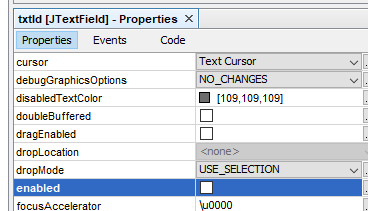 txtId [JTextField] - Properties
Properties Events Code
cursor Text Cursor
debugGraphicsOptions NO_CHANGES
disabledTextColor [109,109,109]
doubleBuffered
dragEnabled
dropLocation <none>
dropMode USE_SELECTION
enabled
focusAccelerator \u0000